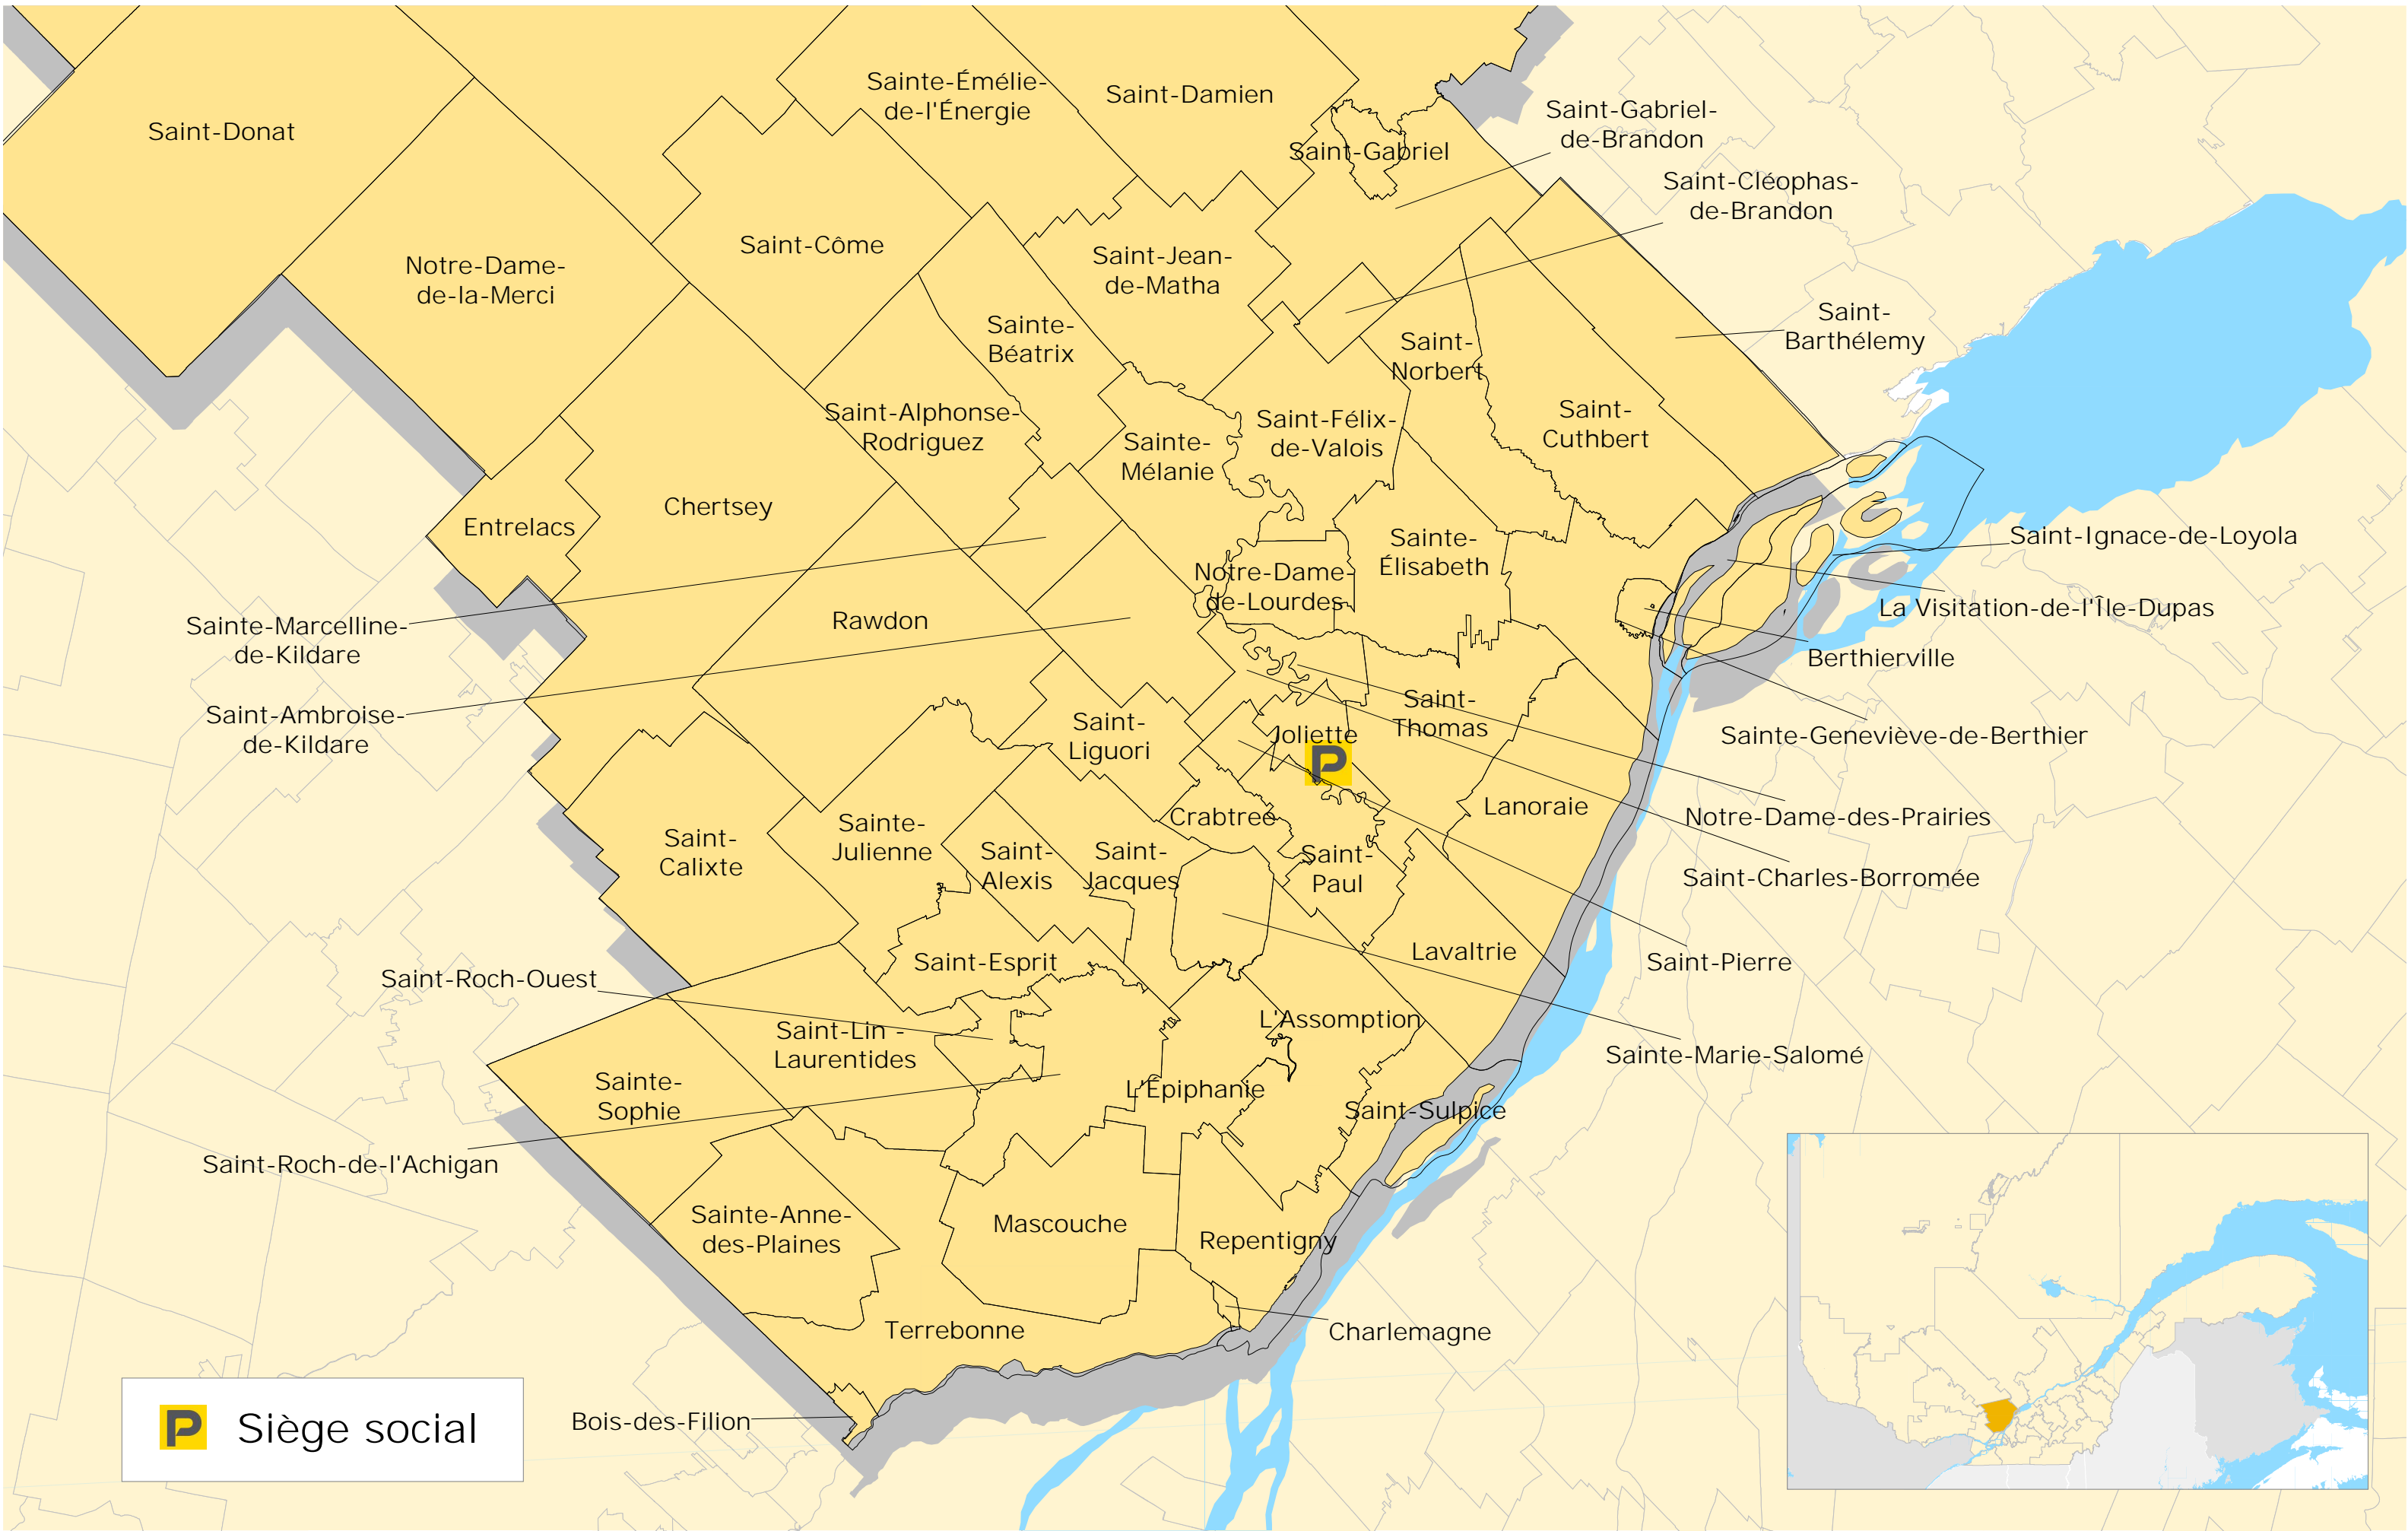 Sainte-Émélie-
de-l'Énergie
Saint-Damien
Saint-Donat
Saint-Gabriel-
de-Brandon
Saint-Gabriel
Saint-Cléophas-
de-Brandon
Saint-Côme
Notre-Dame-
de-la-Merci
Saint-Jean-
de-Matha
Sainte-
Béatrix
Saint-
Norbert
Saint-
Barthélemy
Saint-Alphonse-
Rodriguez
Sainte-
Mélanie
Saint-Félix-
de-Valois
Saint-
Cuthbert
Chertsey
Entrelacs
Sainte-
Élisabeth
Saint-Ignace-de-Loyola
Notre-Dame-
de-Lourdes
La Visitation-de-l'Île-Dupas
Sainte-Marcelline-
de-Kildare
Rawdon
Berthierville
Saint-Ambroise-
de-Kildare
Saint-
Liguori
Joliette
P
Saint-
Thomas
Sainte-Geneviève-de-Berthier
Crabtree
Lanoraie
Notre-Dame-des-Prairies
Saint-
Calixte
Sainte-
Julienne
Saint-
Alexis
Saint-
Jacques
Saint-
Paul
Saint-Charles-Borromée
Saint-Esprit
Lavaltrie
Saint-Pierre
Saint-Roch-Ouest
Saint-Lin -
Laurentides
L'Assomption
Sainte-Marie-Salomé
Sainte-
Sophie
L'Épiphanie
Saint-Sulpice
Saint-Roch-de-l'Achigan
Sainte-Anne-
des-Plaines
Mascouche
Repentigny
Terrebonne
Charlemagne
Bois-des-Filion
P Siège social